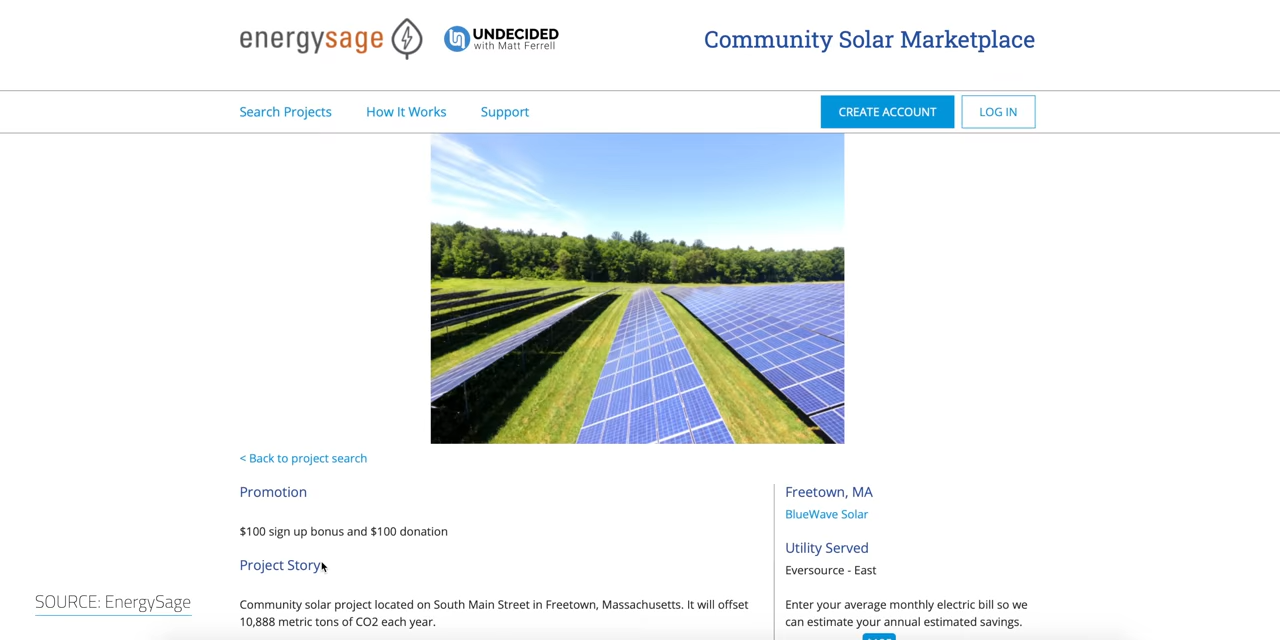 energysage
UNDECIDED
with Matt Ferrell
Community Solar Marketplace
Search Projects
How It Works
Support
CREATE ACCOUNT
LOG IN
< Back to project search
Promotion
$100 sign up bonus and $100 donation
Project Story
Community solar project located on South Main Street in Freetown, Massachusetts. It will offset
10,888 metric tons of CO2 each year.
Freetown, MA
BlueWave Solar
Utility Served
Eversource - East
Enter your average monthly electric bill so we
can estimate your annual estimated savings.
SOURCE: EnergySage